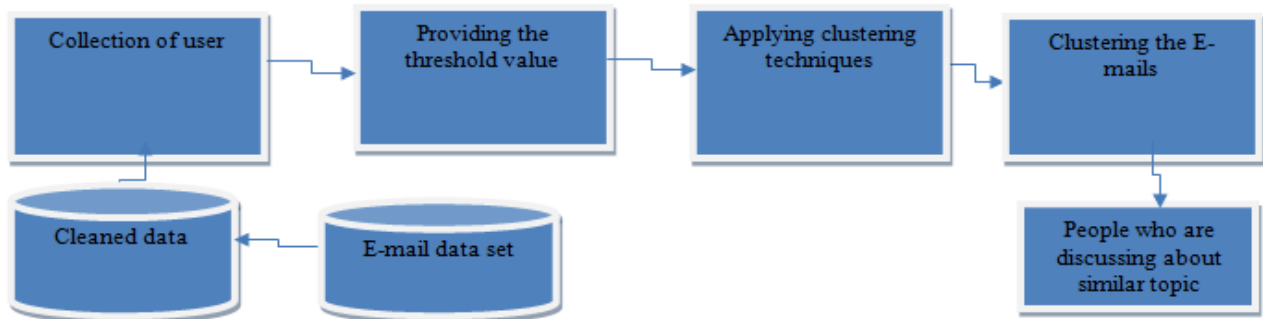 Collection of user
Providing the
threshold value
Applying clustering
techniques
Clustering the E-
mails
Cleaned data
E-mail data set
People who are
discussing about
similar topic